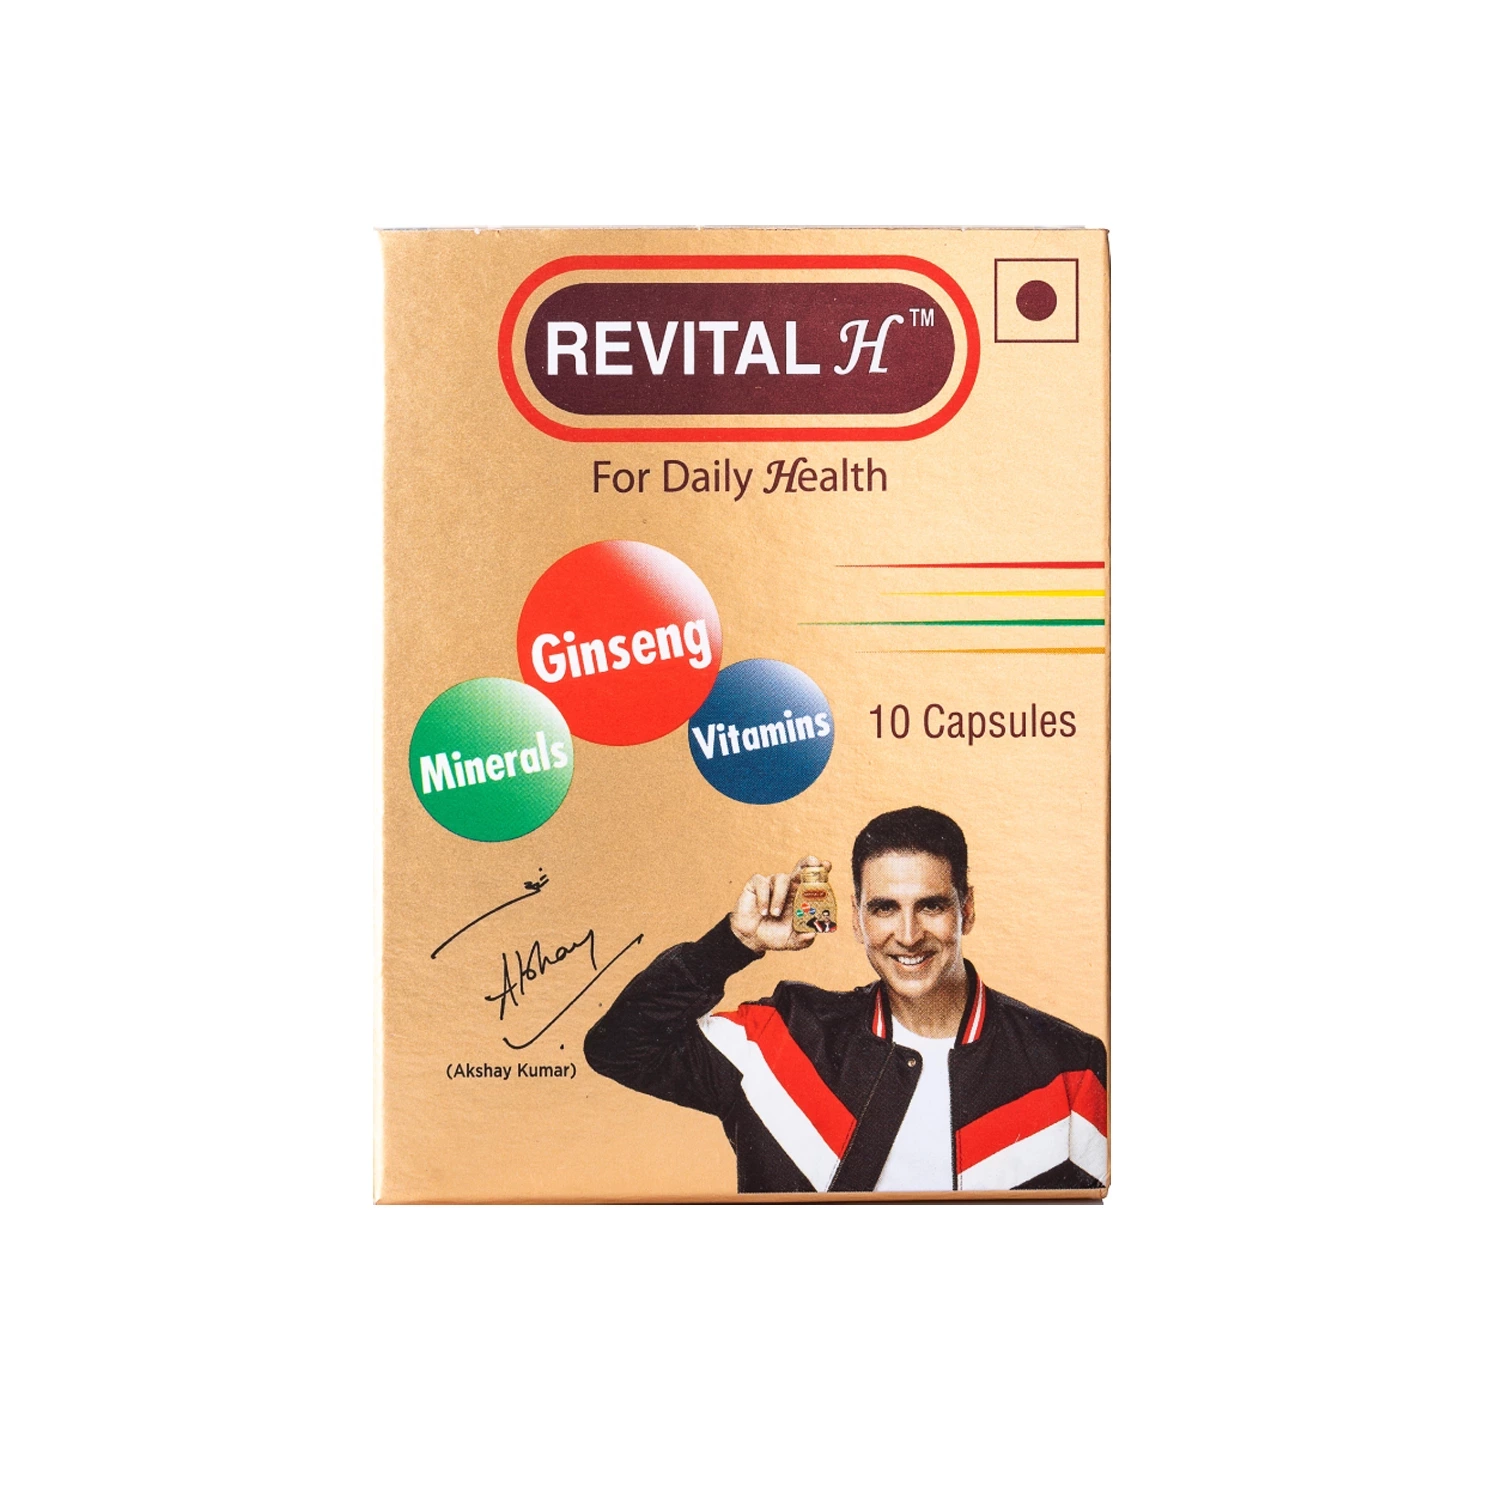 REVITAL H™
For Daily Health
Ginseng
Minerals
Vitamins
10 Capsules
Akshay
(Akshay Kumar)